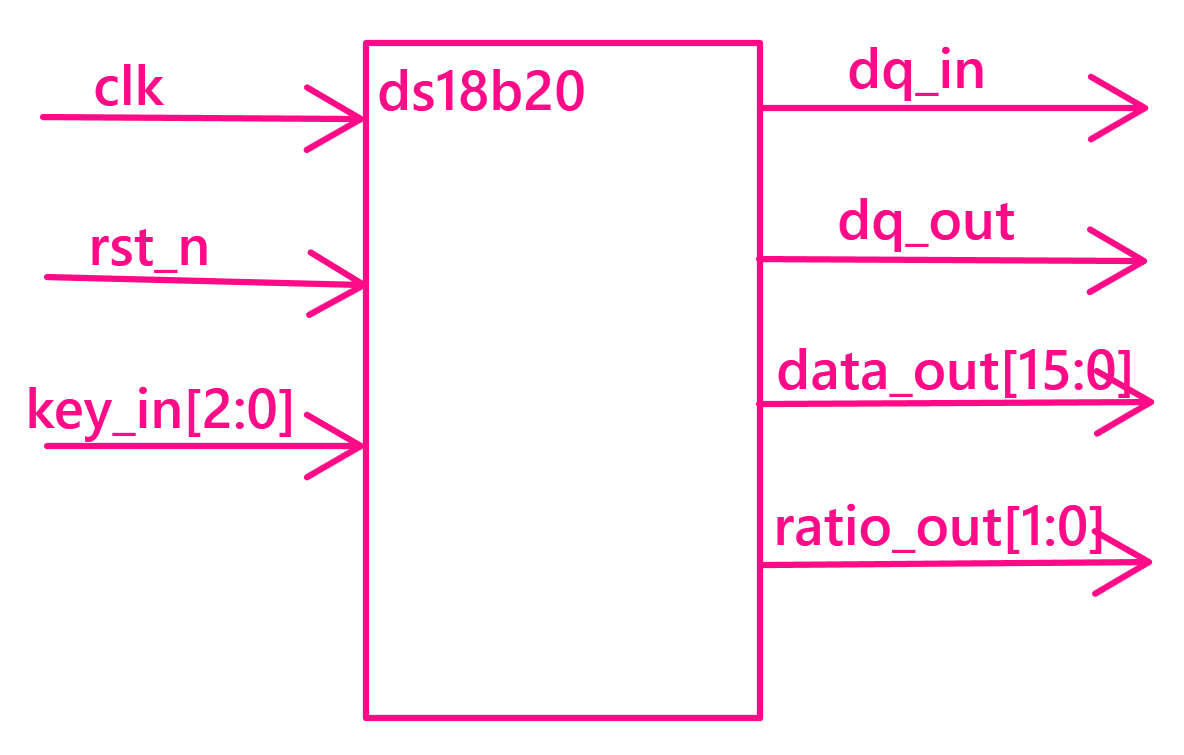 clk
rst_n
key_in[2:0]
ds18b20
dq_in
dq_out
data_out[15:0]
ratio_out[1:0]